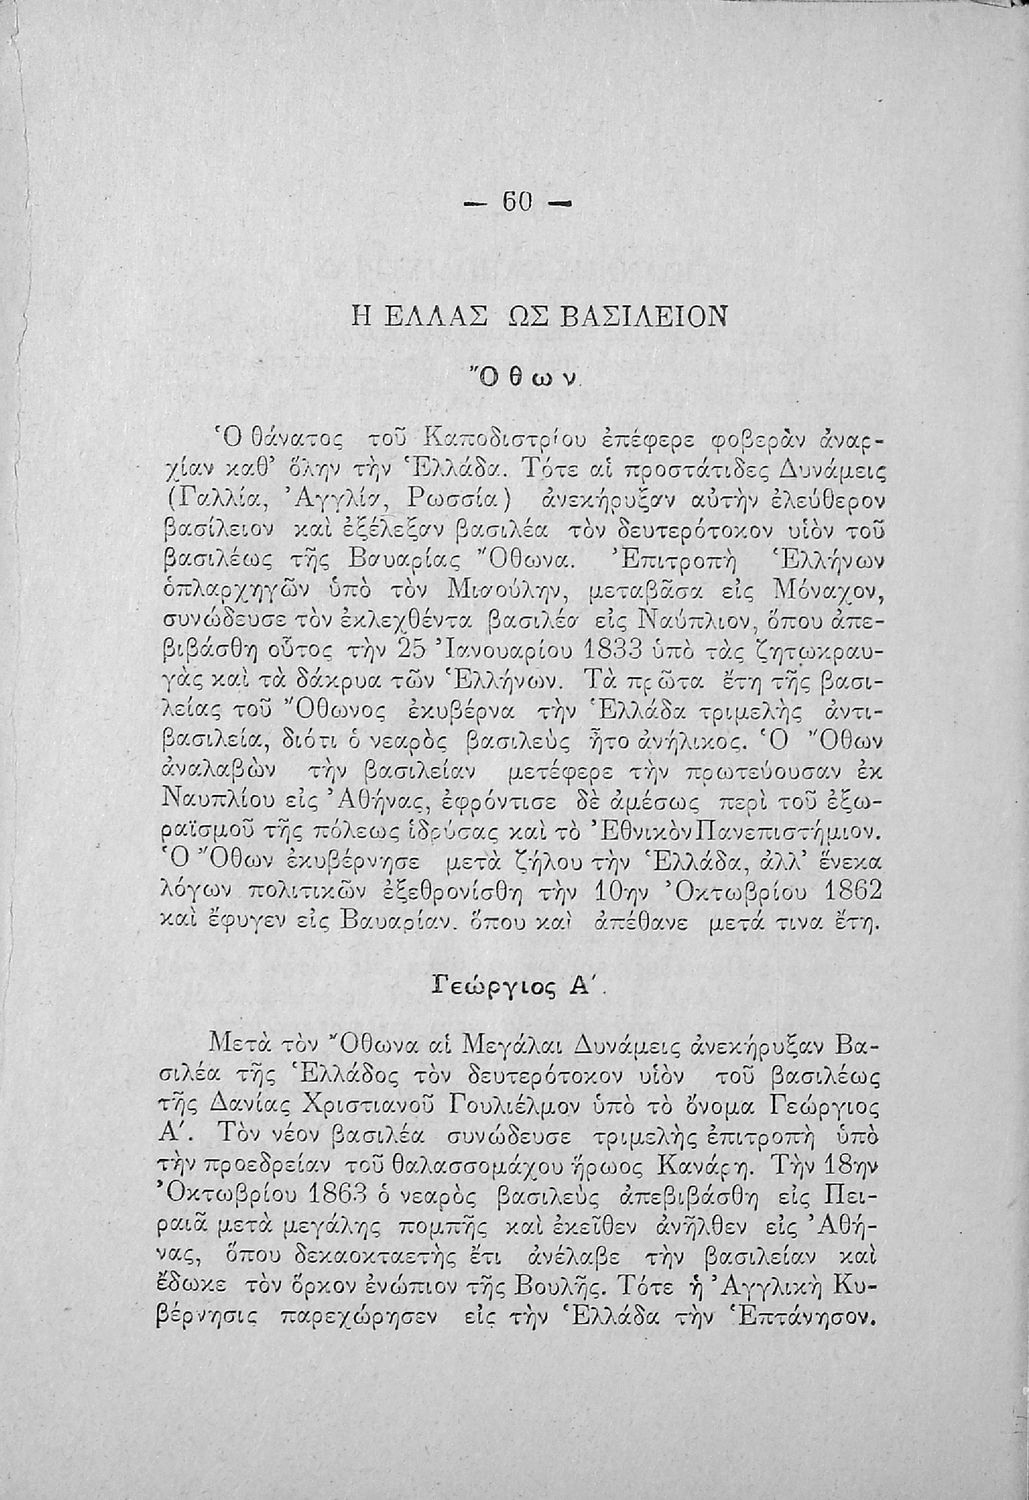 — 60 —
Η ΕΛΛΑΣ ΩΣ ΒΑΣΙΛΕΙΟΝ
Ὄθων
Ὁ θάνατος τοῦ Καποδιστρίου ἐπέφερε φοβερὰν ἀναρ-
χίαν καθ’ ὅλην τὴν Ἑλλάδα. Τότε αἱ προστάτιδες Δυνάμεις
(Γαλλία, Ἀγγλία, Ρωσσία) ἀνεκήρυξαν αὐτὴν ἐλεύθερον
βασίλειον καὶ ἐξέλεξαν βασιλέα τὸν δευτερότοκον υἱὸν τοῦ
βασιλέως τῆς Βαυαρίας Ὄθωνα. Ἐπιτροπὴ Ἑλλήνων
ὁπλαρχηγῶν ὑπὸ τὸν Μιαούλην, μεταβᾶσα εἰς Μόναχον,
συνώδευσε τὸν ἐκλεχθέντα βασιλέα εἰς Ναύπλιον, ὅπου ἀπε-
βιβάσθη οὗτος τὴν 25 Ἰανουαρίου 1833 ὑπὸ τὰς ζητωκραυ-
γὰς καὶ τὰ δάκρυα τῶν Ἑλλήνων. Τὰ πρῶτα ἔτη τῆς βασι-
λείας τοῦ Ὄθωνος ἐκυβέρνα τὴν Ἑλλάδα τριμελὴς ἀντι-
βασιλεία, διότι ὁ νεαρὸς βασιλεὺς ἦτο ἀνήλικος. Ὁ Ὄθων
ἀναλαβὼν τὴν βασιλείαν μετέφερε τὴν πρωτεύουσαν ἐκ
Ναυπλίου εἰς Ἀθήνας, ἐφρόντισε δὲ ἀμέσως περὶ τοῦ ἐξω-
ραϊσμοῦ τῆς πόλεως ἱδρύσας καὶ τὸ Ἐθνικὸν Πανεπιστήμιον.
Ὁ Ὄθων ἐκυβέρνησε μετὰ ζήλου τὴν Ἑλλάδα, ἀλλ’ ἕνεκα
λόγων πολιτικῶν ἐξεθρονίσθη τὴν 10ην Ὀκτωβρίου 1862
καὶ ἔφυγεν εἰς Βαυαρίαν. ὅπου καὶ ἀπέθανε μετά τινα ἔτη.
Γεώργιος Α΄.
Μετὰ τὸν Ὄθωνα αἱ Μεγάλαι Δυνάμεις ἀνεκήρυξαν Βα-
σιλέα τῆς Ἑλλάδος τὸν δευτερότοκον υἱὸν τοῦ βασιλέως
τῆς Δανίας Χριστιανοῦ Γουλιέλμον ὑπὸ τὸ ὄνομα Γεώργιος
Α΄. Τὸν νέον βασιλέα συνώδευσε τριμελὴς ἐπιτροπὴ ὑπὸ
τὴν προεδρείαν τοῦ θαλασσομάχου ἥρωος Κανάρη. Τὴν 18ην
Ὀκτωβρίου 1863 ὁ νεαρὸς βασιλεὺς ἀπεβιβάσθη εἰς Πει-
ραιᾶ μετὰ μεγάλης πομπῆς καὶ ἐκεῖθεν ἀνῆλθεν εἰς Ἀθή-
νας, ὅπου δεκαοκταετὴς ἔτι ἀνέλαβε τὴν βασιλείαν καὶ
ἔδωκε τὸν ὅρκον ἐνώπιον τῆς Βουλῆς. Τότε ἡ Ἀγγλικὴ Κυ-
βέρνησις παρεχώρησεν εἰς τὴν Ἑλλάδα τὴν Ἑπτάνησον.